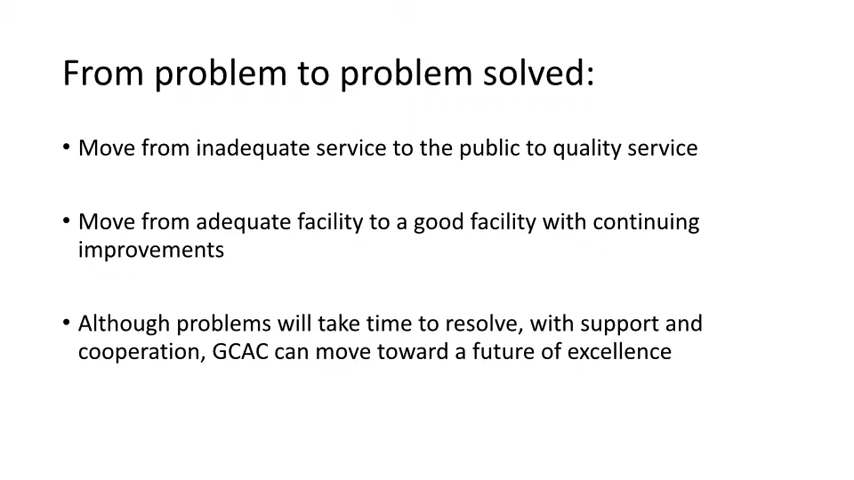 From problem to problem solved:
• Move from inadequate service to the public to quality service
• Move from adequate facility to a good facility with continuing
improvements
• Although problems will take time to resolve, with support and
cooperation, GCAC can move toward a future of excellence